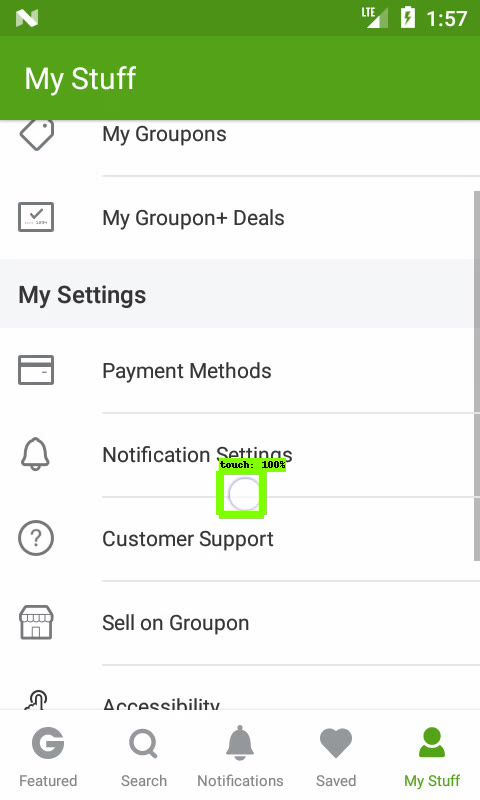 LTE 1:57
My Stuff
My Groupons
My Groupon+ Deals
My Settings
Payment Methods
Notification Settings
touch: 100%
Customer Support
Sell on Groupon
Accessibility
Featured
Search
Notifications
Saved
My Stuff